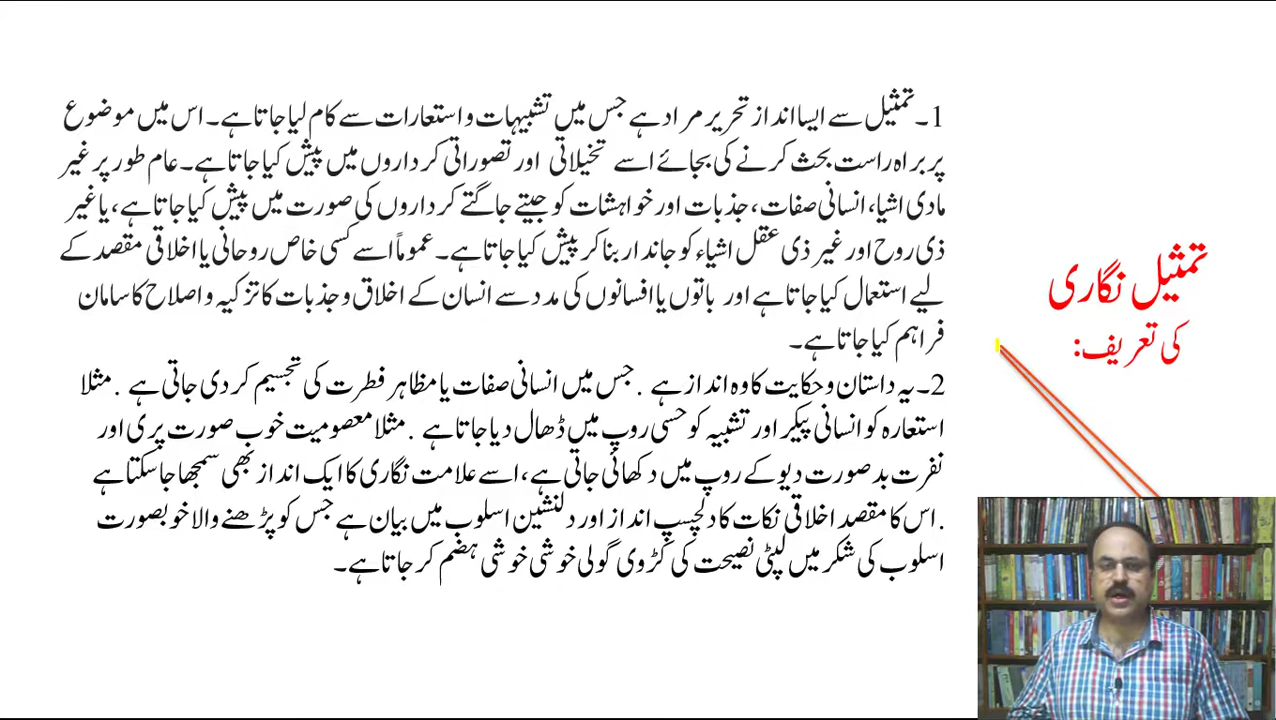 تمثیل نگاری
کی تعریف:
1۔ تمثیل سے ایسا انداز تحریر مراد ہے جس میں تشبیہات و استعارات سے کام لیا جاتا ہے۔ اس میں موضوع
پر براہ راست بحث کرنے کی بجائے اسے تخیلاتی اور تصوراتی کرداروں میں پیش کیا جاتا ہے۔ عام طور پر غیر
مادی اشیا، انسانی صفات، جذبات اور خواہشات کو جیتے جاگتے کرداروں کی صورت میں پیش کیا جاتا ہے، یا غیر
ذی روح اور غیر ذی عقل اشیاء کو جاندار بنا کر پیش کیا جاتا ہے۔ عموماً اسے کسی خاص روحانی یا اخلاقی مقصد کے
لیے استعمال کیا جاتا ہے اور باتوں یا افسانوں کی مدد سے انسان کے اخلاق و جذبات کا تزکیہ و اصلاح کا سامان
فراہم کیا جاتا ہے۔
2۔ یہ داستان و حکایت کا وہ انداز ہے . جس میں انسانی صفات یا مظاہر فطرت کی تجسیم کر دی جاتی ہے . مثلا
استعارہ کو انسانی پیکر اور تشبیہ کو حسی روپ میں ڈھال دیا جاتا ہے . مثلا معصومیت خوب صورت پری اور
نفرت بد صورت دیو کے روپ میں دکھائی جاتی ہے، اسے علامت نگاری کا ایک انداز بھی سمجھا جا سکتا ہے
. اس کا مقصد اخلاقی نکات کا دلچسپ انداز اور دلنشین اسلوب میں بیان ہے جس کو پڑھنے والا خوبصورت
اسلوب کی شکر میں لپٹی نصیحت کی کڑوی گولی خوشی خوشی ہضم کر جاتا ہے۔